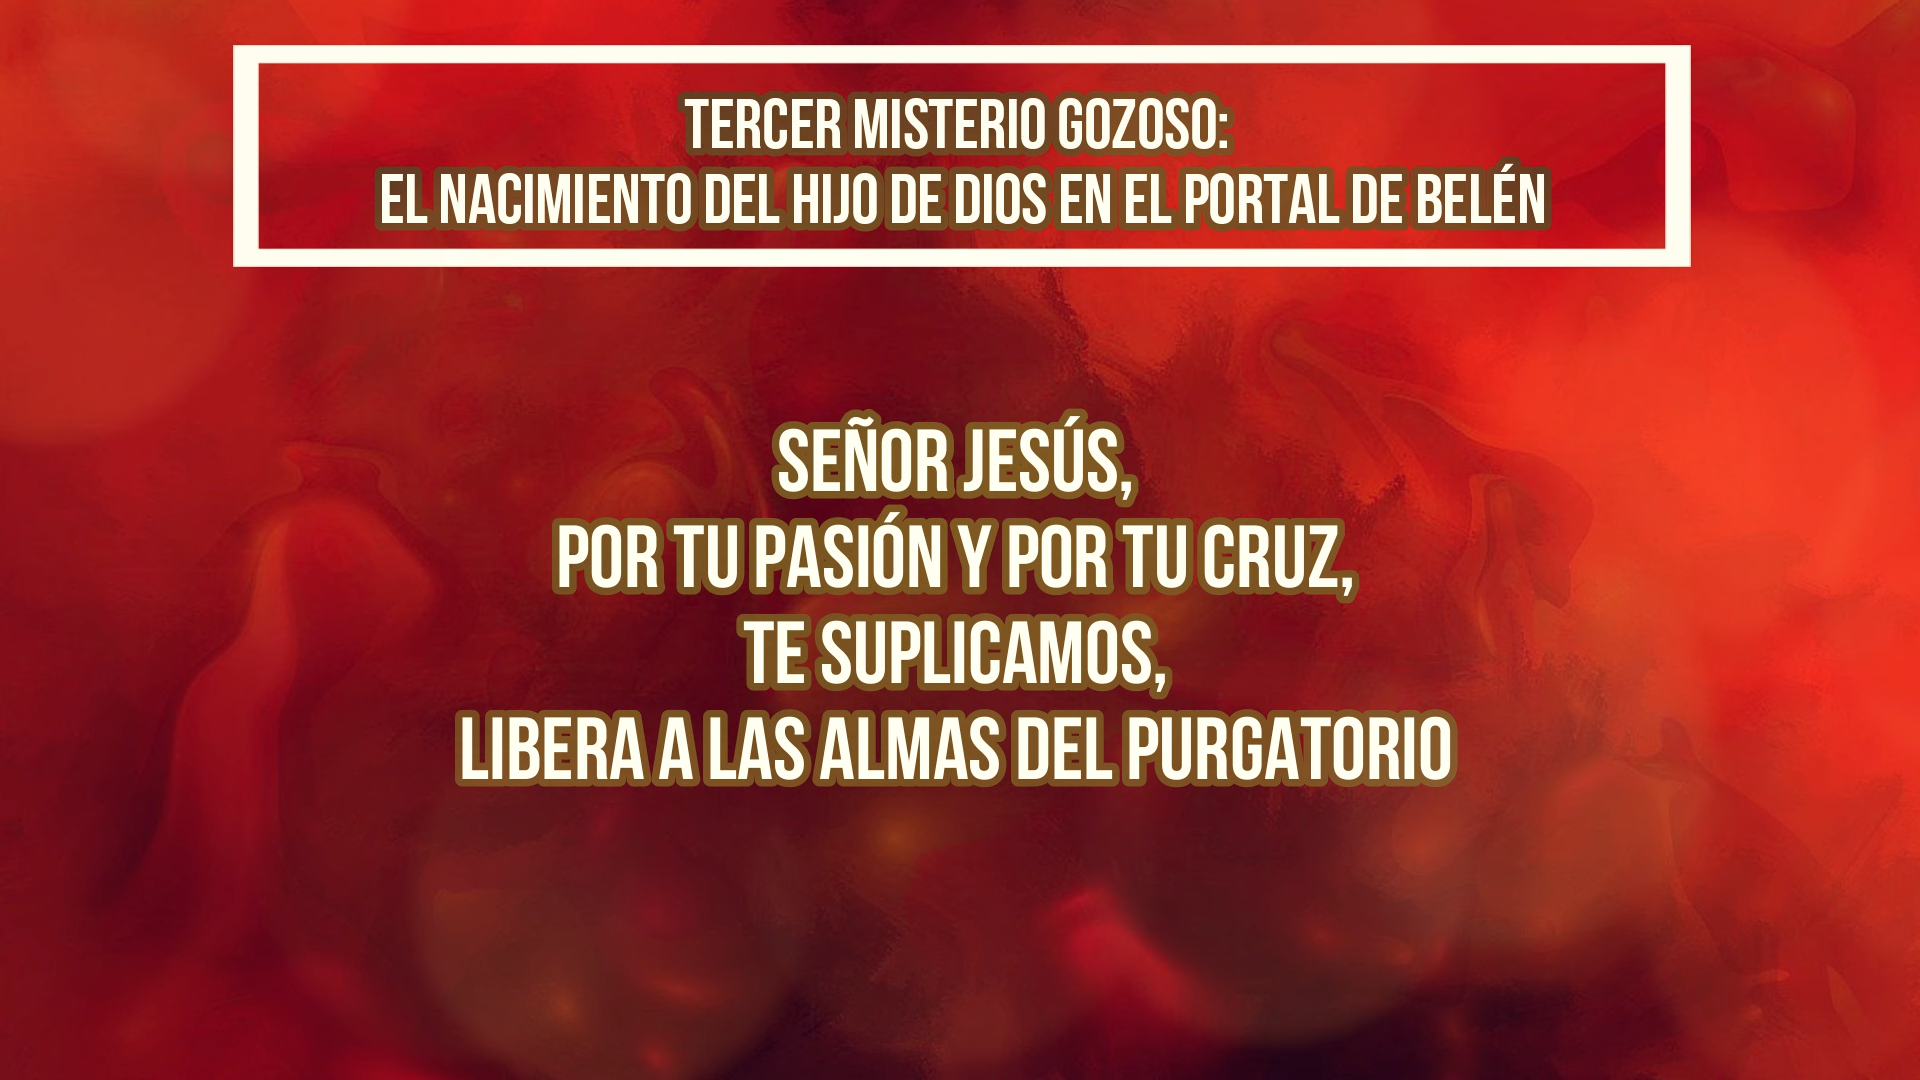 TERCER MISTERIO GOZOSO:
EL NACIMIENTO DEL HIJO DE DIOS EN EL PORTAL DE BELÉN
SEÑOR JESÚS,
POR TU PASIÓN Y POR TU CRUZ,
TE SUPLICAMOS,
LIBERA A LAS ALMAS DEL PURGATORIO